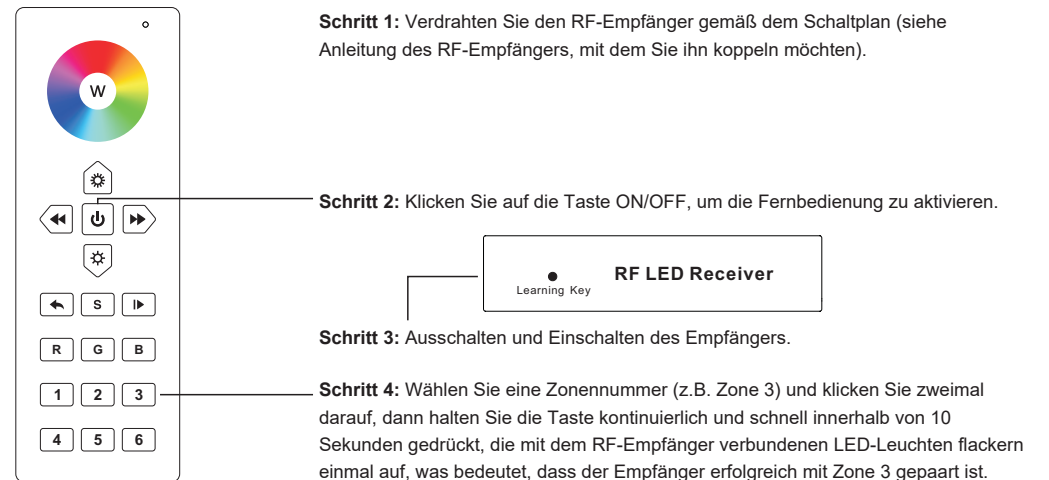 Schritt 1: Verdrahten Sie den RF-Empfänger gemäß dem Schaltplan (siehe
Anleitung des RF-Empfängers, mit dem Sie ihn koppeln möchten).
W
Schritt 2: Klicken Sie auf die Taste ON/OFF, um die Fernbedienung zu aktivieren.
RF LED Receiver
Learning Key
S
Schritt 3: Ausschalten und Einschalten des Empfängers.
R G B
1 2 3
Schritt 4: Wählen Sie eine Zonennummer (z.B. Zone 3) und klicken Sie zweimal
darauf, dann halten Sie die Taste kontinuierlich und schnell innerhalb von 10
Sekunden gedrückt, die mit dem RF-Empfänger verbundenen LED-Leuchten flackern
einmal auf, was bedeutet, dass der Empfänger erfolgreich mit Zone 3 gepaart ist.
4 5 6